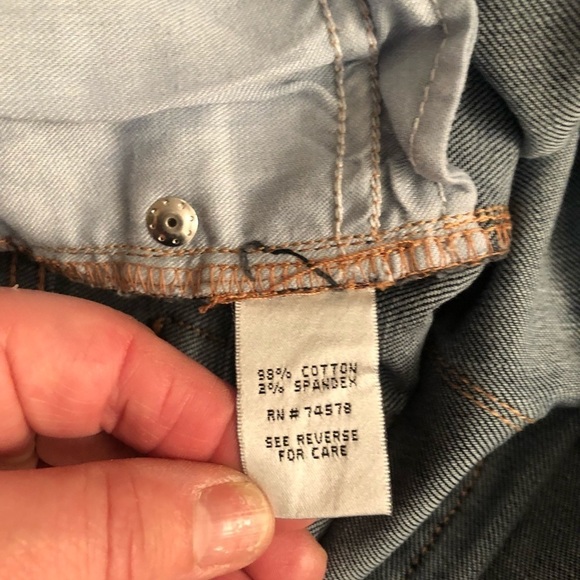 98% COTTON
2% SPANDEX
RN # 74578
SEE REVERSE
FOR CARE